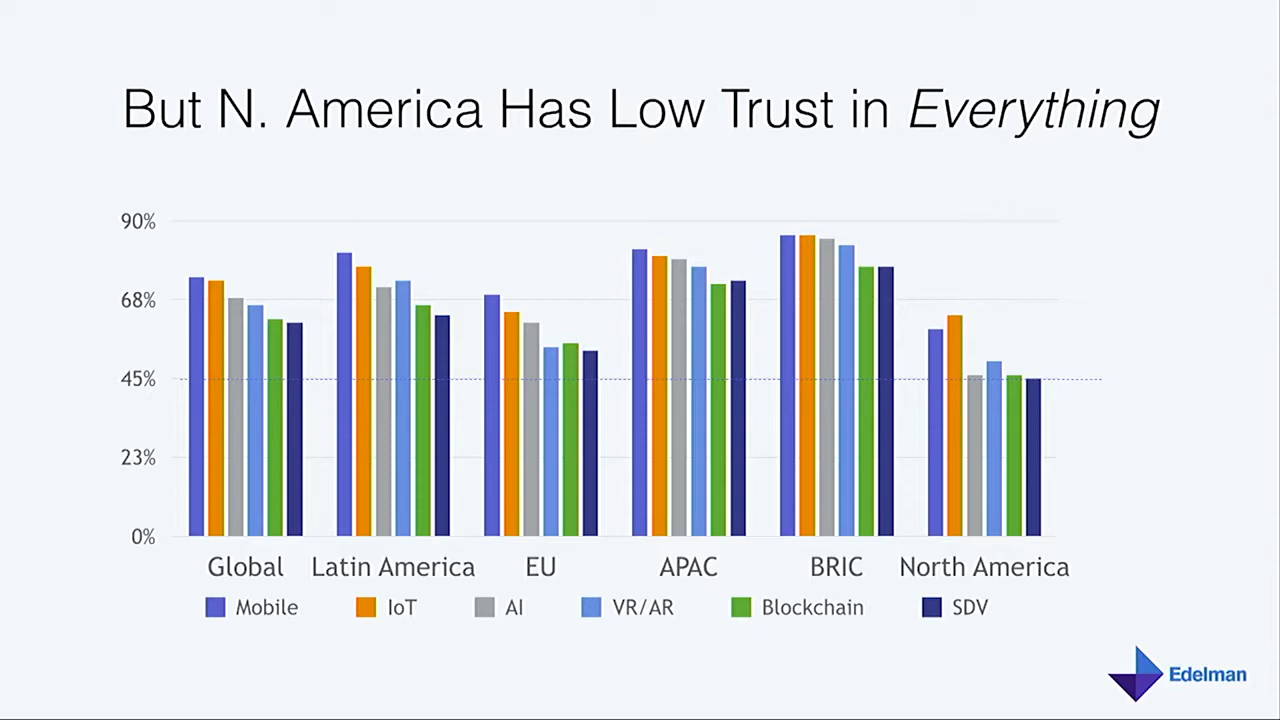 But N. America Has Low Trust in Everything
90%
68%
45%
23%
0%
Global Latin America EU APAC BRIC North America
Mobile IoT AI VR/AR Blockchain SDV
Edelman